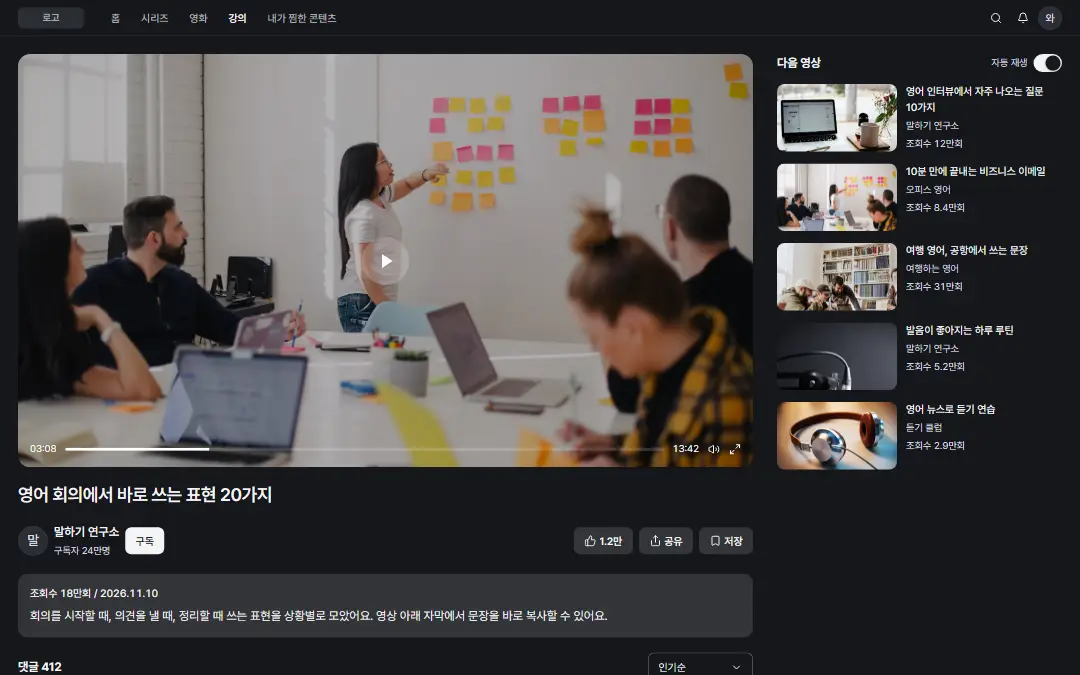 로고
홈
시리즈
영화
강의
내가 찜한 콘텐츠
와
03:08
13:42
영어 회의에서 바로 쓰는 표현 20가지
말
말하기 연구소
구독자 24만명
구독
1.2만
공유
저장
조회수 18만회 / 2026.11.10
회의를 시작할 때, 의견을 낼 때, 정리할 때 쓰는 표현을 상황별로 모았어요. 영상 아래 자막에서 문장을 바로 복사할 수 있어요.
댓글 412
인기순
다음 영상
자동 재생
영어 인터뷰에서 자주 나오는 질문
10가지
말하기 연구소
조회수 12만회
10분 만에 끝내는 비즈니스 이메일
오피스 영어
조회수 8.4만회
여행 영어, 공항에서 쓰는 문장
여행하는 영어
조회수 31만회
발음이 좋아지는 하루 루틴
말하기 연구소
조회수 5.2만회
영어 뉴스로 듣기 연습
듣기 클럽
조회수 2.9만회